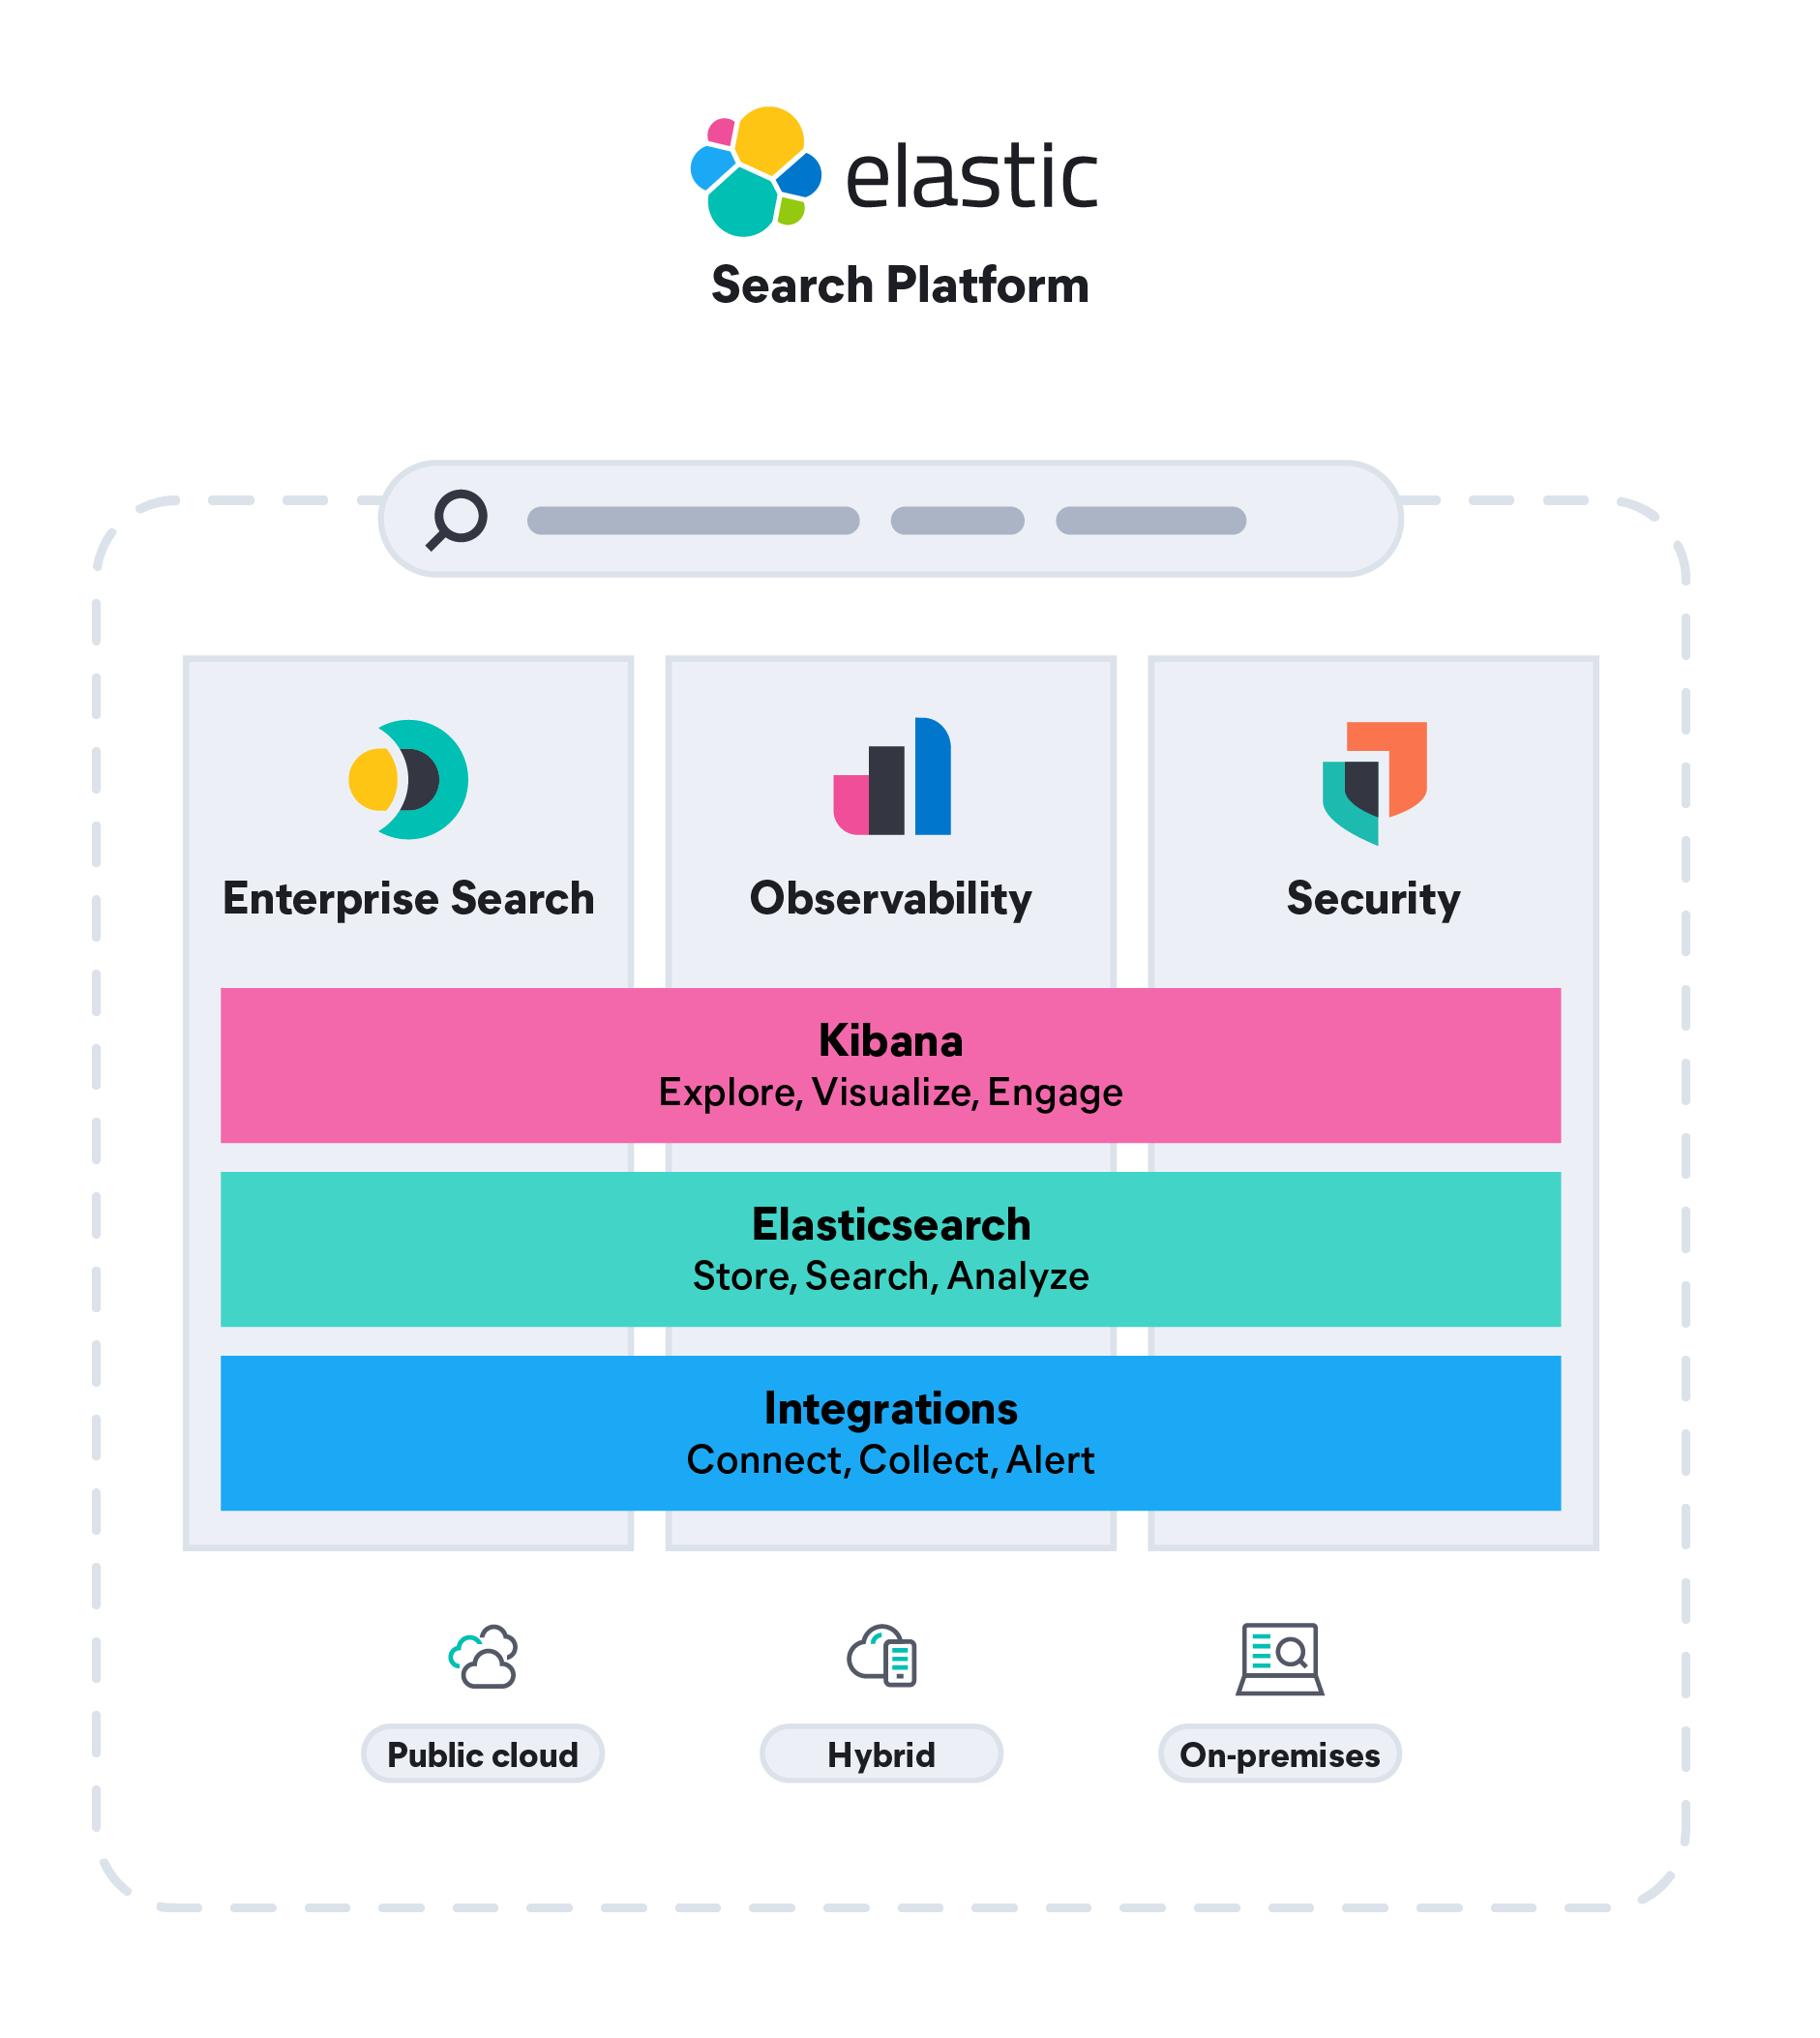 elastic
Search Platform
Enterprise Search
Observability
Security
Kibana
Explore, Visualize, Engage
Elasticsearch
Store, Search, Analyze
Integrations
Connect, Collect, Alert
Public cloud
Hybrid
On-premises